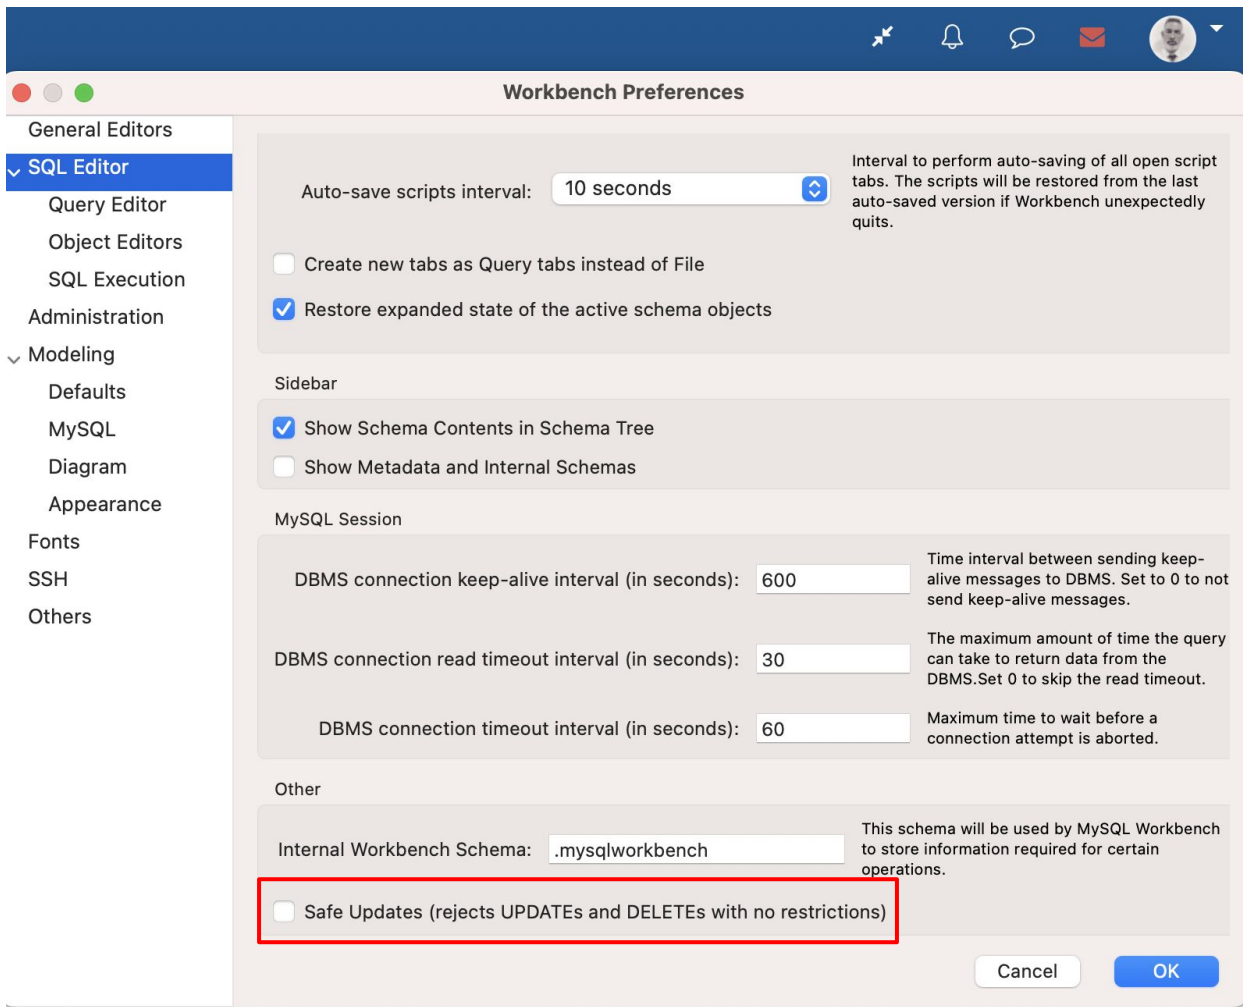 Workbench Preferences
General Editors
SQL Editor
Query Editor
Object Editors
SQL Execution
Administration
Modeling
Defaults
MySQL
Diagram
Appearance
Fonts
SSH
Others
Auto-save scripts interval:
10 seconds
Interval to perform auto-saving of all open script
tabs. The scripts will be restored from the last
auto-saved version if Workbench unexpectedly
quits.
Create new tabs as Query tabs instead of File
Restore expanded state of the active schema objects
Sidebar
Show Schema Contents in Schema Tree
Show Metadata and Internal Schemas
MySQL Session
DBMS connection keep-alive interval (in seconds):
600
Time interval between sending keep-
alive messages to DBMS. Set to 0 to not
send keep-alive messages.
DBMS connection read timeout interval (in seconds):
30
The maximum amount of time the query
can take to return data from the
DBMS.Set 0 to skip the read timeout.
DBMS connection timeout interval (in seconds):
60
Maximum time to wait before a
connection attempt is aborted.
Other
Internal Workbench Schema:
.mysqlworkbench
This schema will be used by MySQL Workbench
to store information required for certain
operations.
Safe Updates (rejects UPDATEs and DELETEs with no restrictions)
Cancel
OK